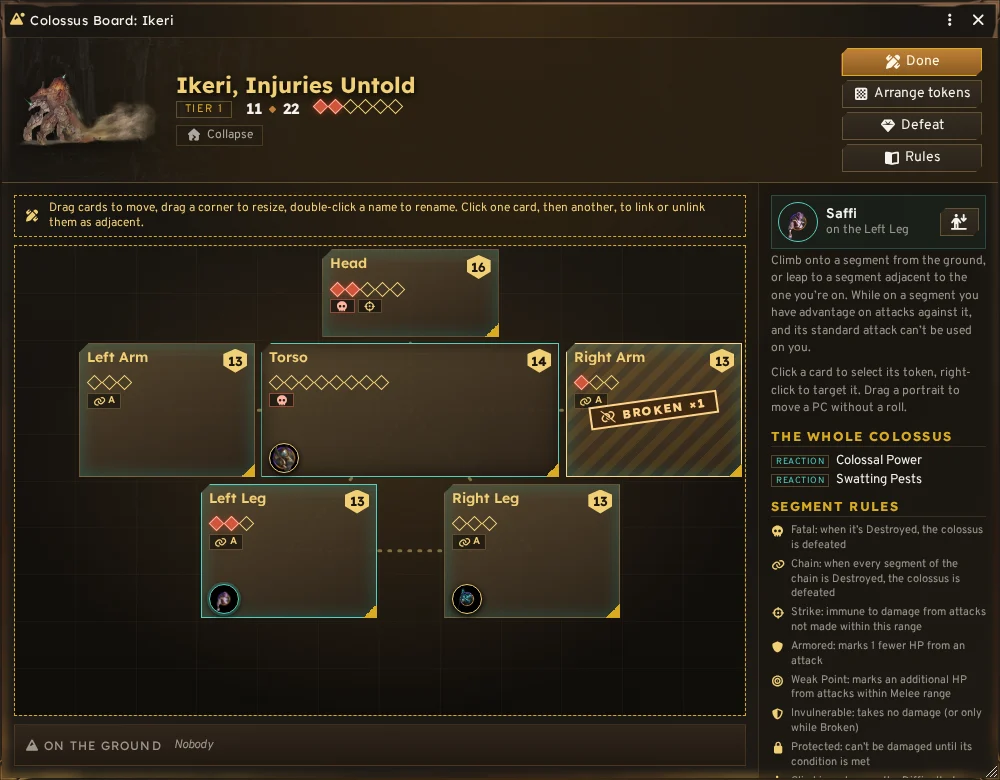 Colossus Board: Ikeri
Ikeri, Injuries Untold
TIER 1 11 22
Collapse
Done
Arrange tokens
Defeat
Rules
Drag cards to move, drag a corner to resize, double-click a name to rename. Click one card, then another, to link or unlink
them as adjacent.
Head 16
Left Arm 13
A
Torso 14
Right Arm 13
A
BROKEN ×1
Left Leg 13
A
Right Leg 13
A
ON THE GROUND Nobody
Saffi
on the Left Leg
Climb onto a segment from the ground,
or leap to a segment adjacent to the
one you're on. While on a segment you
have advantage on attacks against it,
and its standard attack can't be used
on you.
Click a card to select its token, right-
click to target it. Drag a portrait to
move a PC without a roll.
THE WHOLE COLOSSUS
REACTION Colossal Power
REACTION Swatting Pests
SEGMENT RULES
Fatal: when it's Destroyed, the colossus
is defeated
Chain: when every segment of the
chain is Destroyed, the colossus is
defeated
Strike: immune to damage from attacks
not made within this range
Armored: marks 1 fewer HP from an
attack
Weak Point: marks an additional HP
from attacks within Melee range
Invulnerable: takes no damage (or only
while Broken)
Protected: can't be damaged until its
condition is met